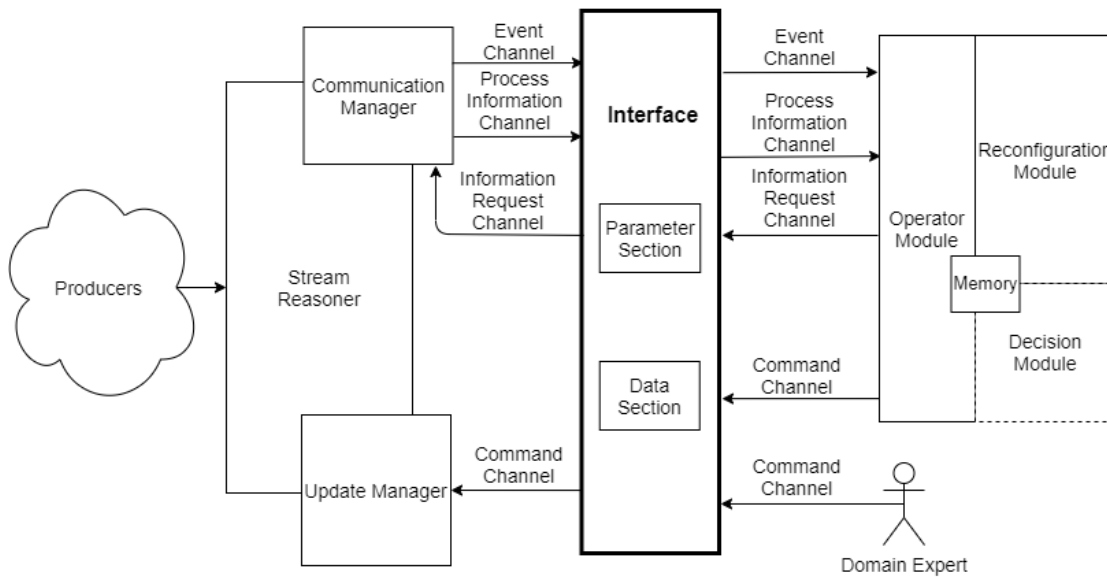 Producers
Stream
Reasoner
Communication
Manager
Update Manager
Event
Channel
Process
Information
Channel
Information
Request
Channel
Command
Channel
Interface
Parameter
Section
Data
Section
Event
Channel
Process
Information
Channel
Information
Request
Channel
Command
Channel
Command
Channel
Operator
Module
Reconfiguration
Module
Memory
Decision
Module
Domain Expert